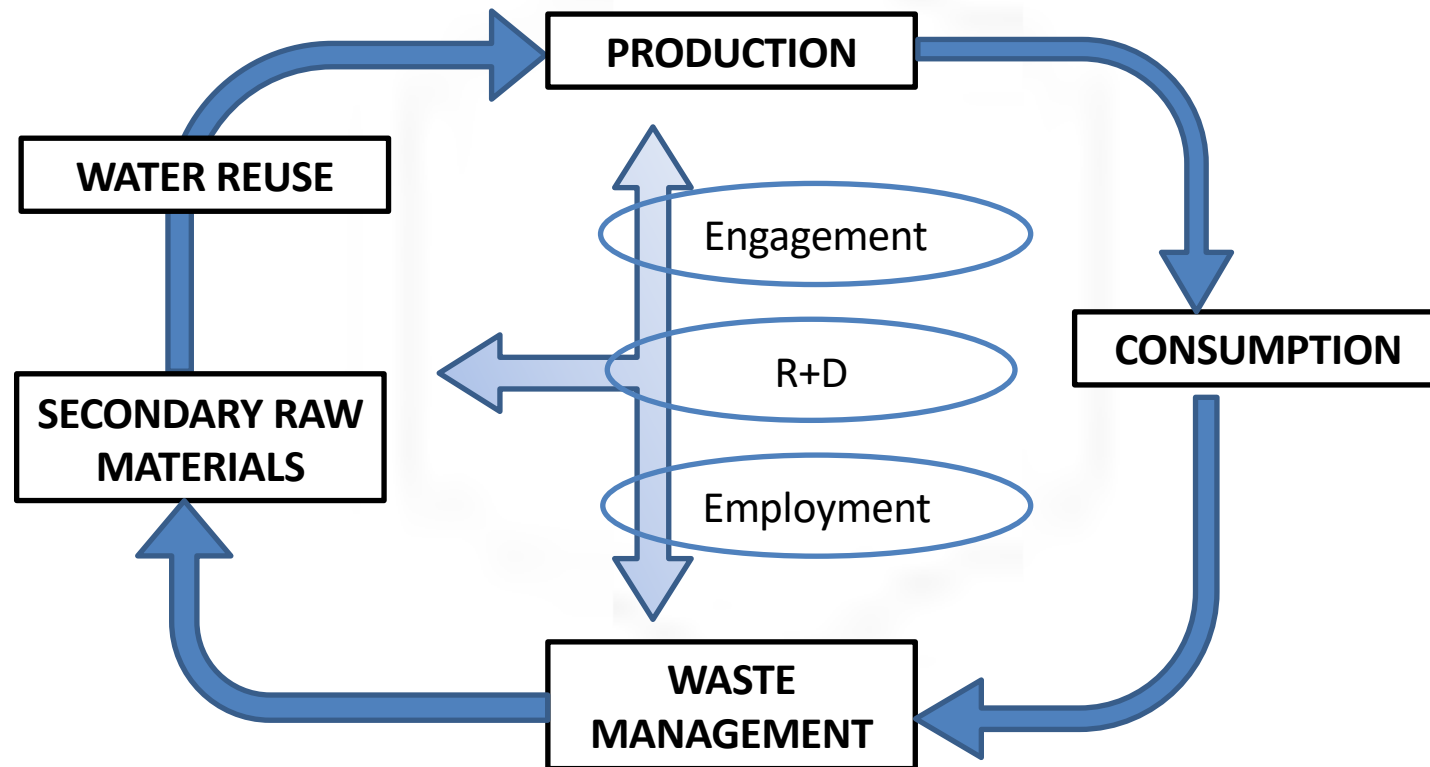 PRODUCTION
WATER REUSE
Engagement
CONSUMPTION
R+D
SECONDARY RAW
MATERIALS
Employment
WASTE
MANAGEMENT